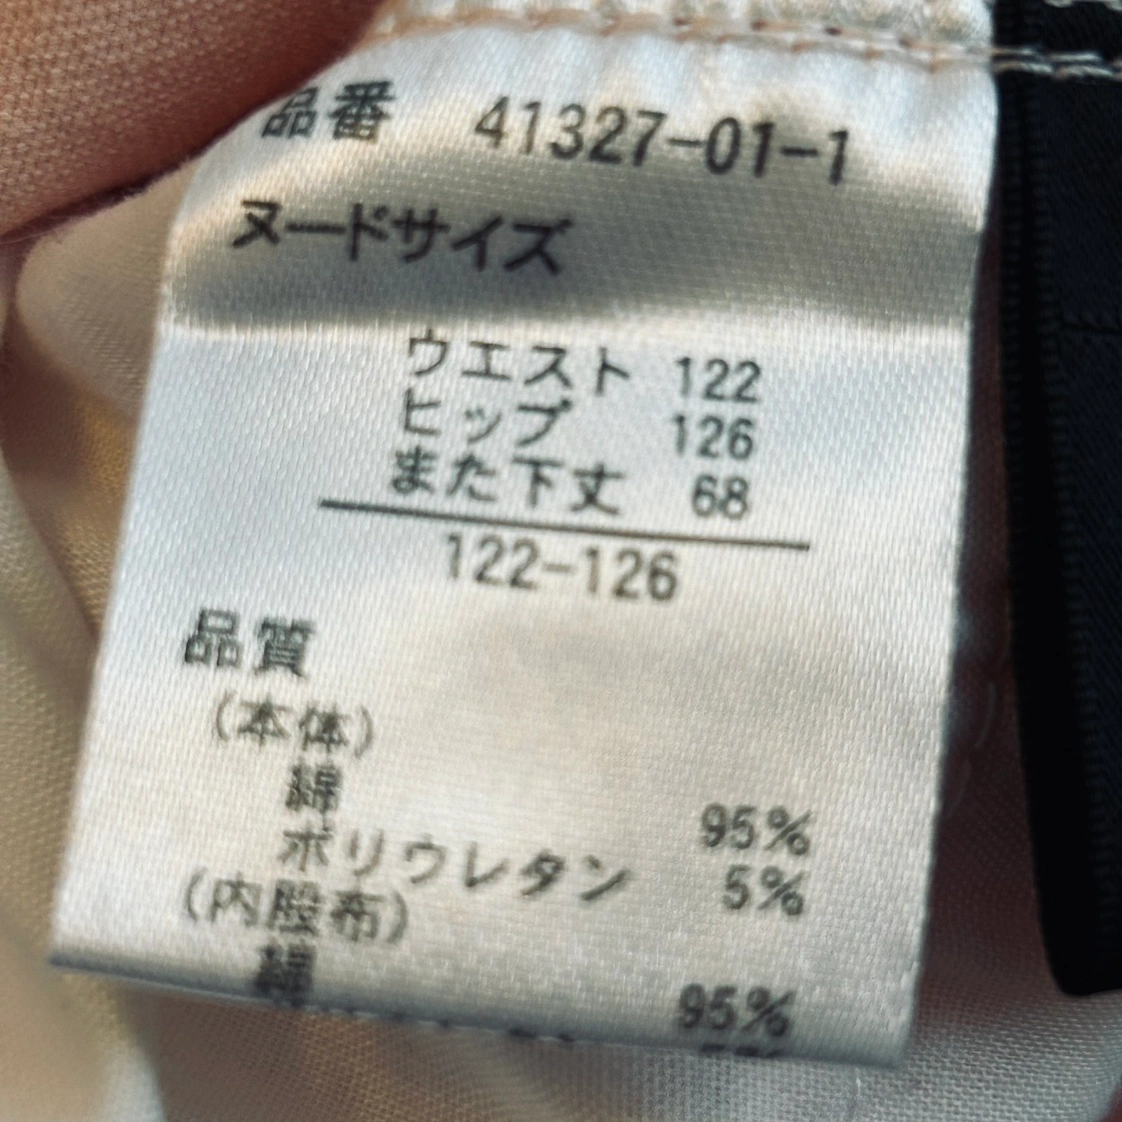 品番 41327-01-1
ヌードサイズ
ウエスト 122
ヒップ 126
また下丈 68
122-126
品質
(本体)
綿 95%
ポリウレタン 5%
(内股布)
綿 95%